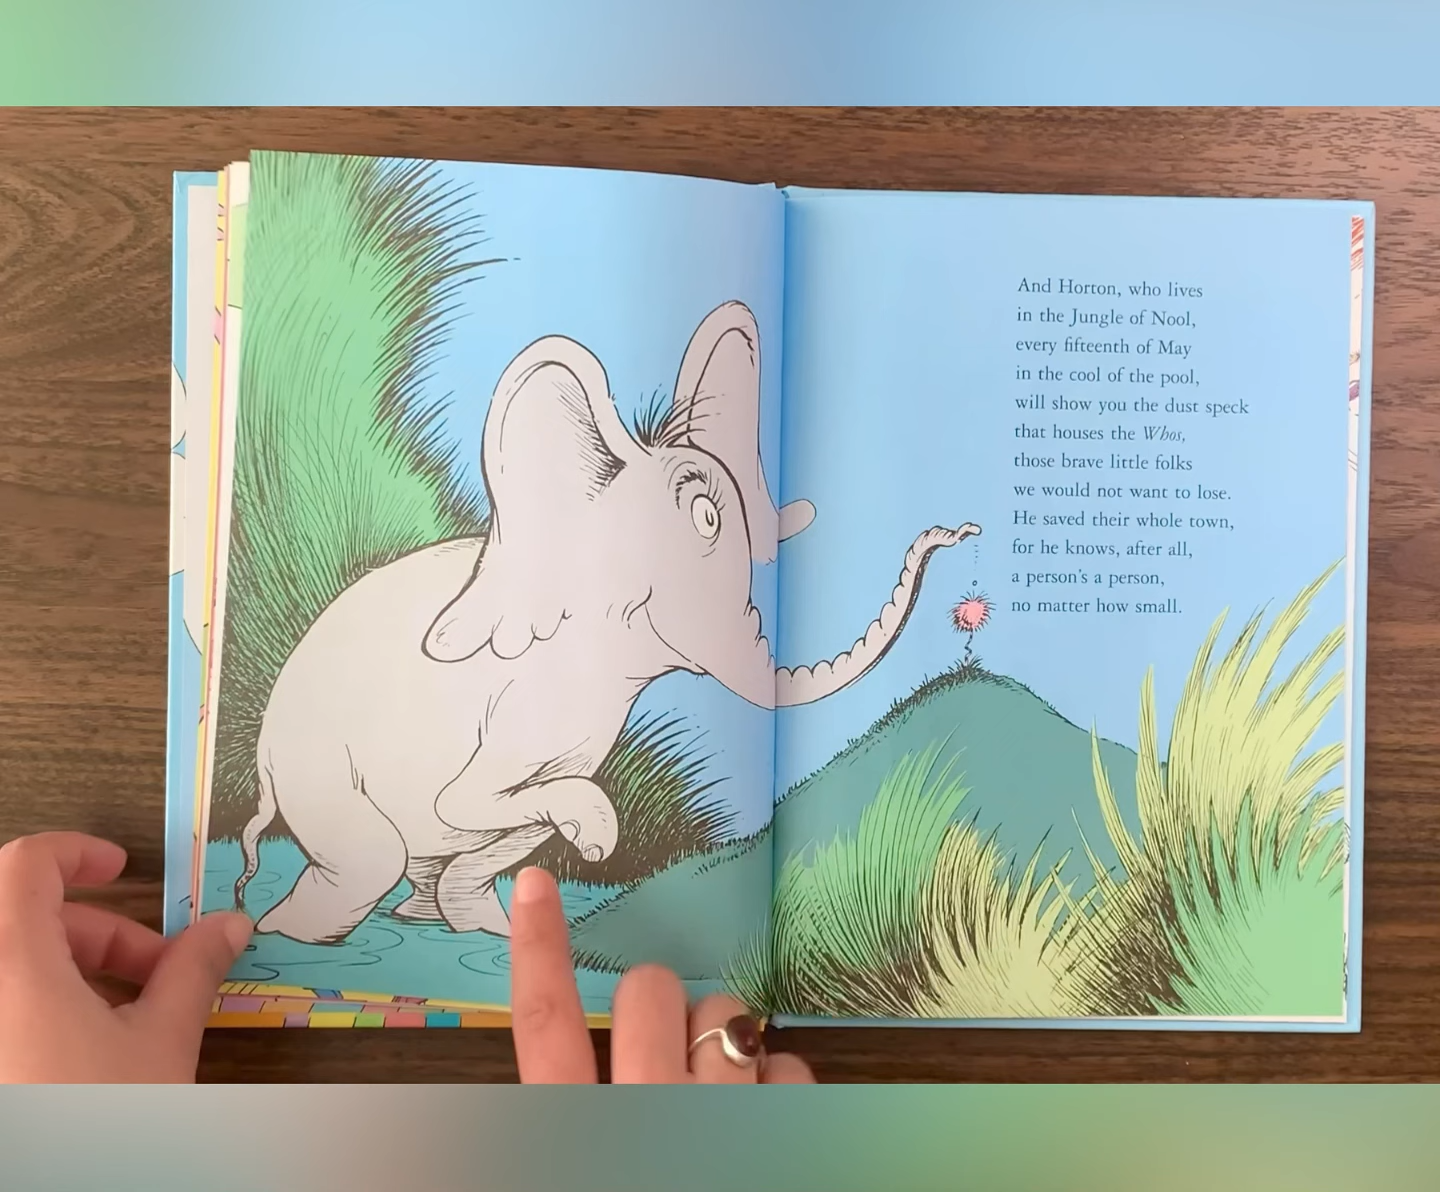 And Horton, who lives
in the Jungle of Nool,
every fifteenth of May
in the cool of the pool,
will show you the dust speck
that houses the Whos,
those brave little folks
we would not want to lose.
He saved their whole town,
for he knows, after all,
a person's a person,
no matter how small.